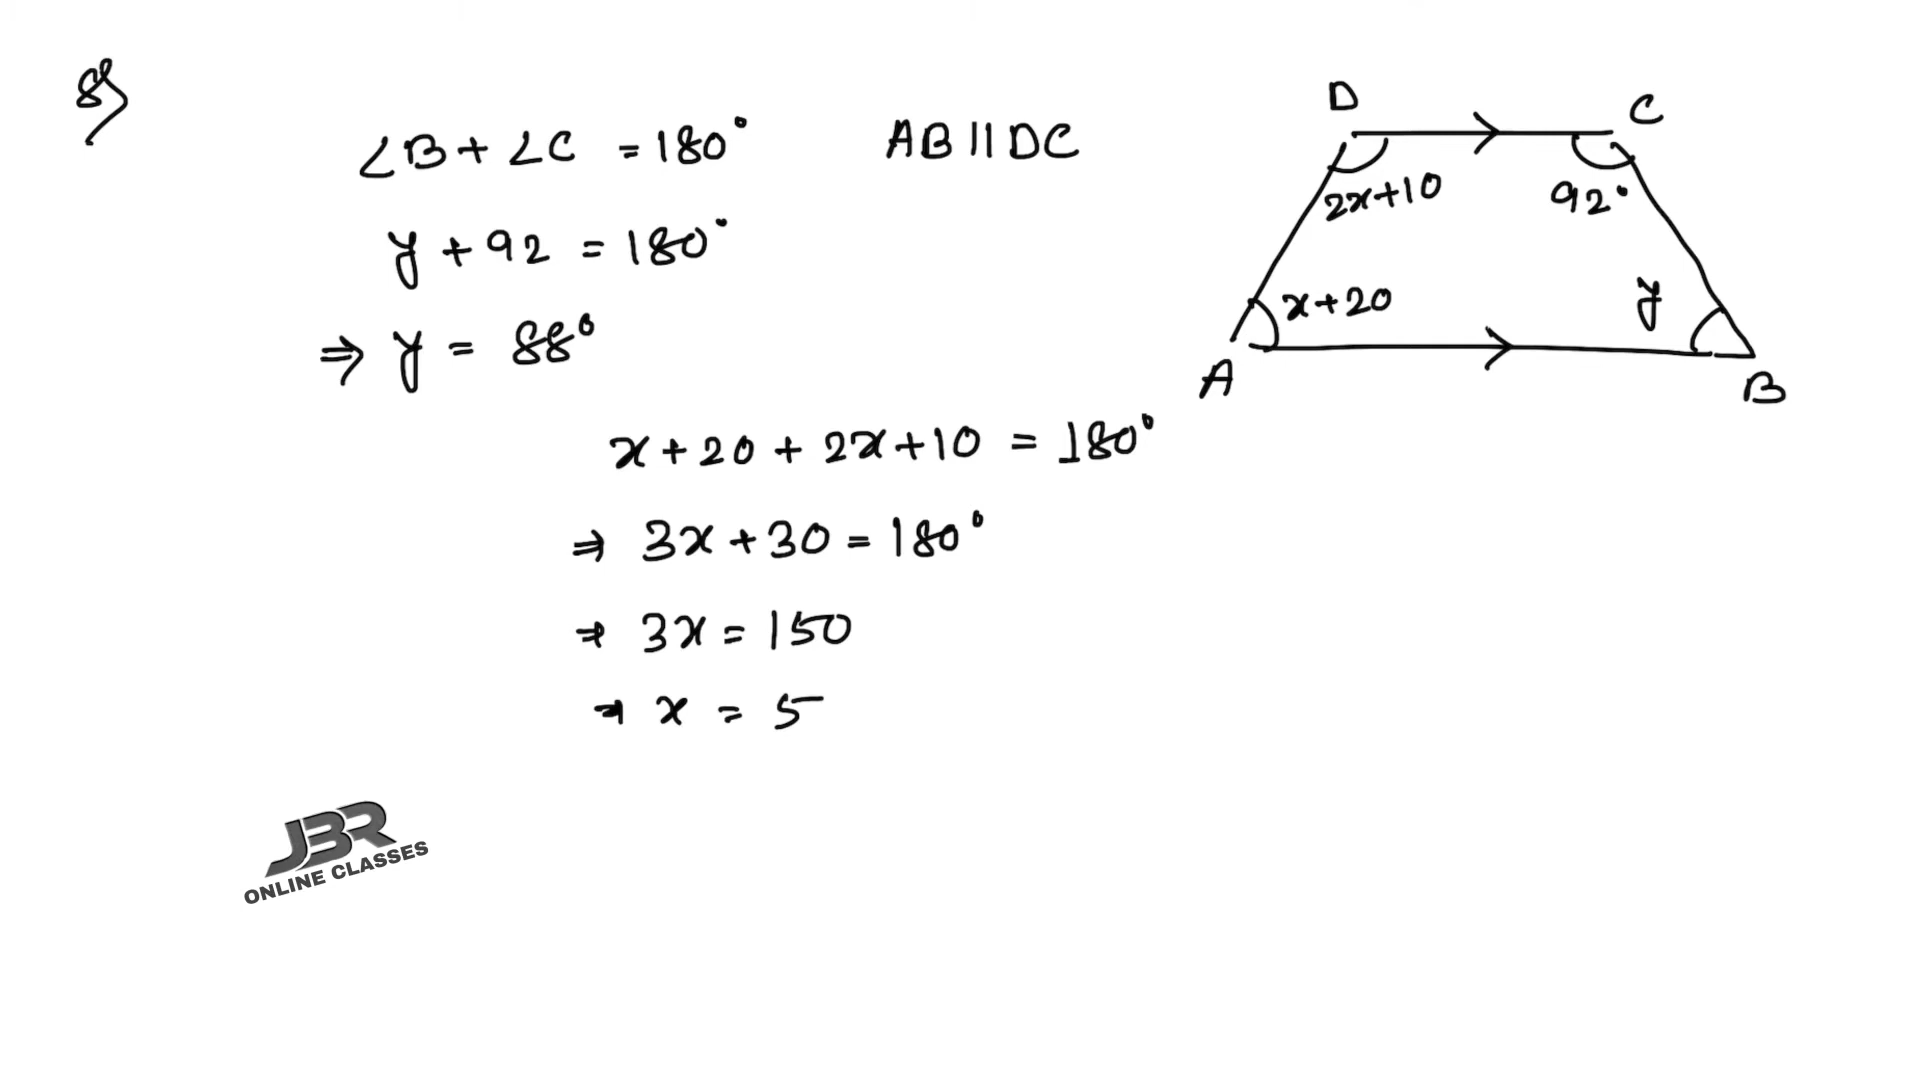 8)
∠B + ∠C = 180° AB || DC
y + 92 = 180°
⇒ y = 88°
x + 20 + 2x + 10 = 180°
⇒ 3x + 30 = 180°
⇒ 3x = 150
⇒ x = 5
D C
2x+10 92°
x+20 y
A B
JBR
ONLINE CLASSES